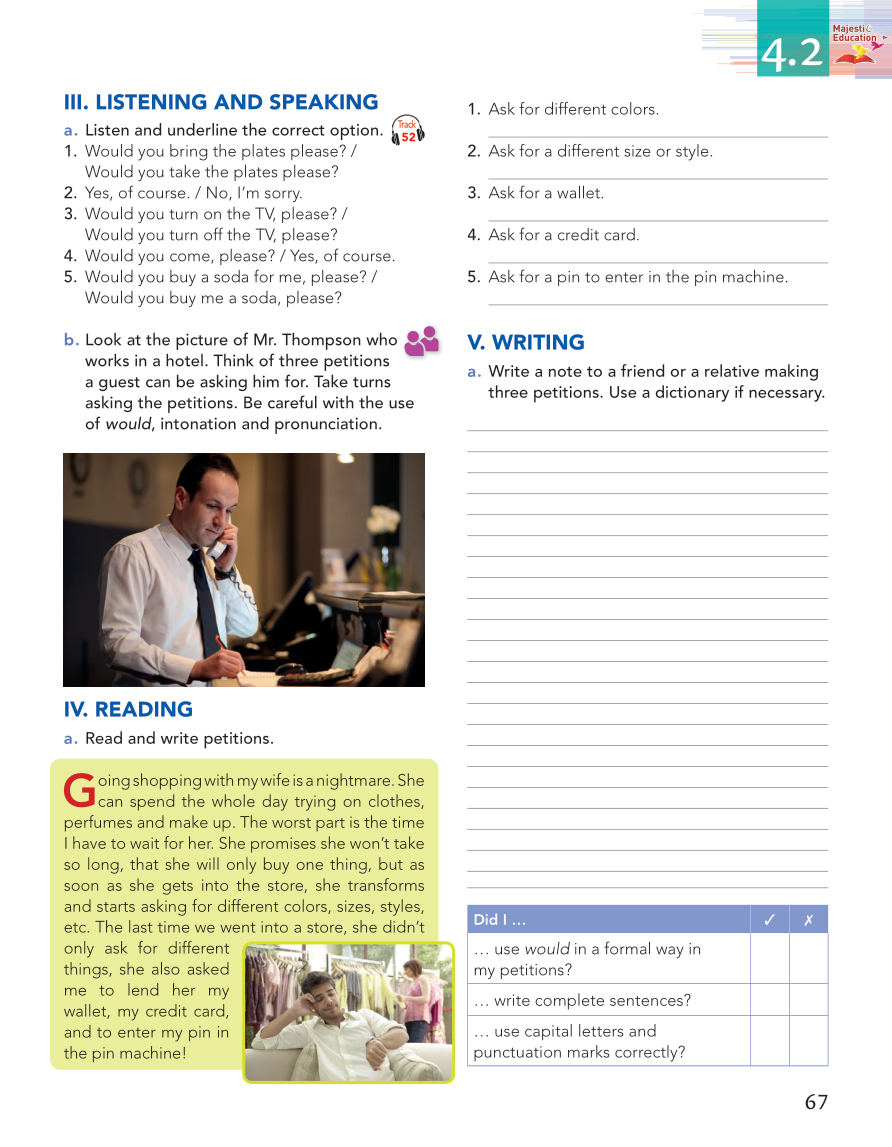 4.2
Majestic
Education
III. LISTENING AND SPEAKING
a. Listen and underline the correct option.
Track
52
1. Would you bring the plates please? /
Would you take the plates please?
2. Yes, of course. / No, I'm sorry.
3. Would you turn on the TV, please? /
Would you turn off the TV, please?
4. Would you come, please? / Yes, of course.
5. Would you buy a soda for me, please? /
Would you buy me a soda, please?
b. Look at the picture of Mr. Thompson who
works in a hotel. Think of three petitions
a guest can be asking him for. Take turns
asking the petitions. Be careful with the use
of would, intonation and pronunciation.
IV. READING
a. Read and write petitions.
Going shopping with my wife is a nightmare. She
can spend the whole day trying on clothes,
perfumes and make up. The worst part is the time
I have to wait for her. She promises she won't take
so long, that she will only buy one thing, but as
soon as she gets into the store, she transforms
and starts asking for different colors, sizes, styles,
etc. The last time we went into a store, she didn't
only ask for different
things, she also asked
me to lend her my
wallet, my credit card,
and to enter my pin in
the pin machine!
1. Ask for different colors.
2. Ask for a different size or style.
3. Ask for a wallet.
4. Ask for a credit card.
5. Ask for a pin to enter in the pin machine.
V. WRITING
a. Write a note to a friend or a relative making
three petitions. Use a dictionary if necessary.
Did I ... ✓ ✗
... use would in a formal way in
my petitions?
... write complete sentences?
... use capital letters and
punctuation marks correctly?
67